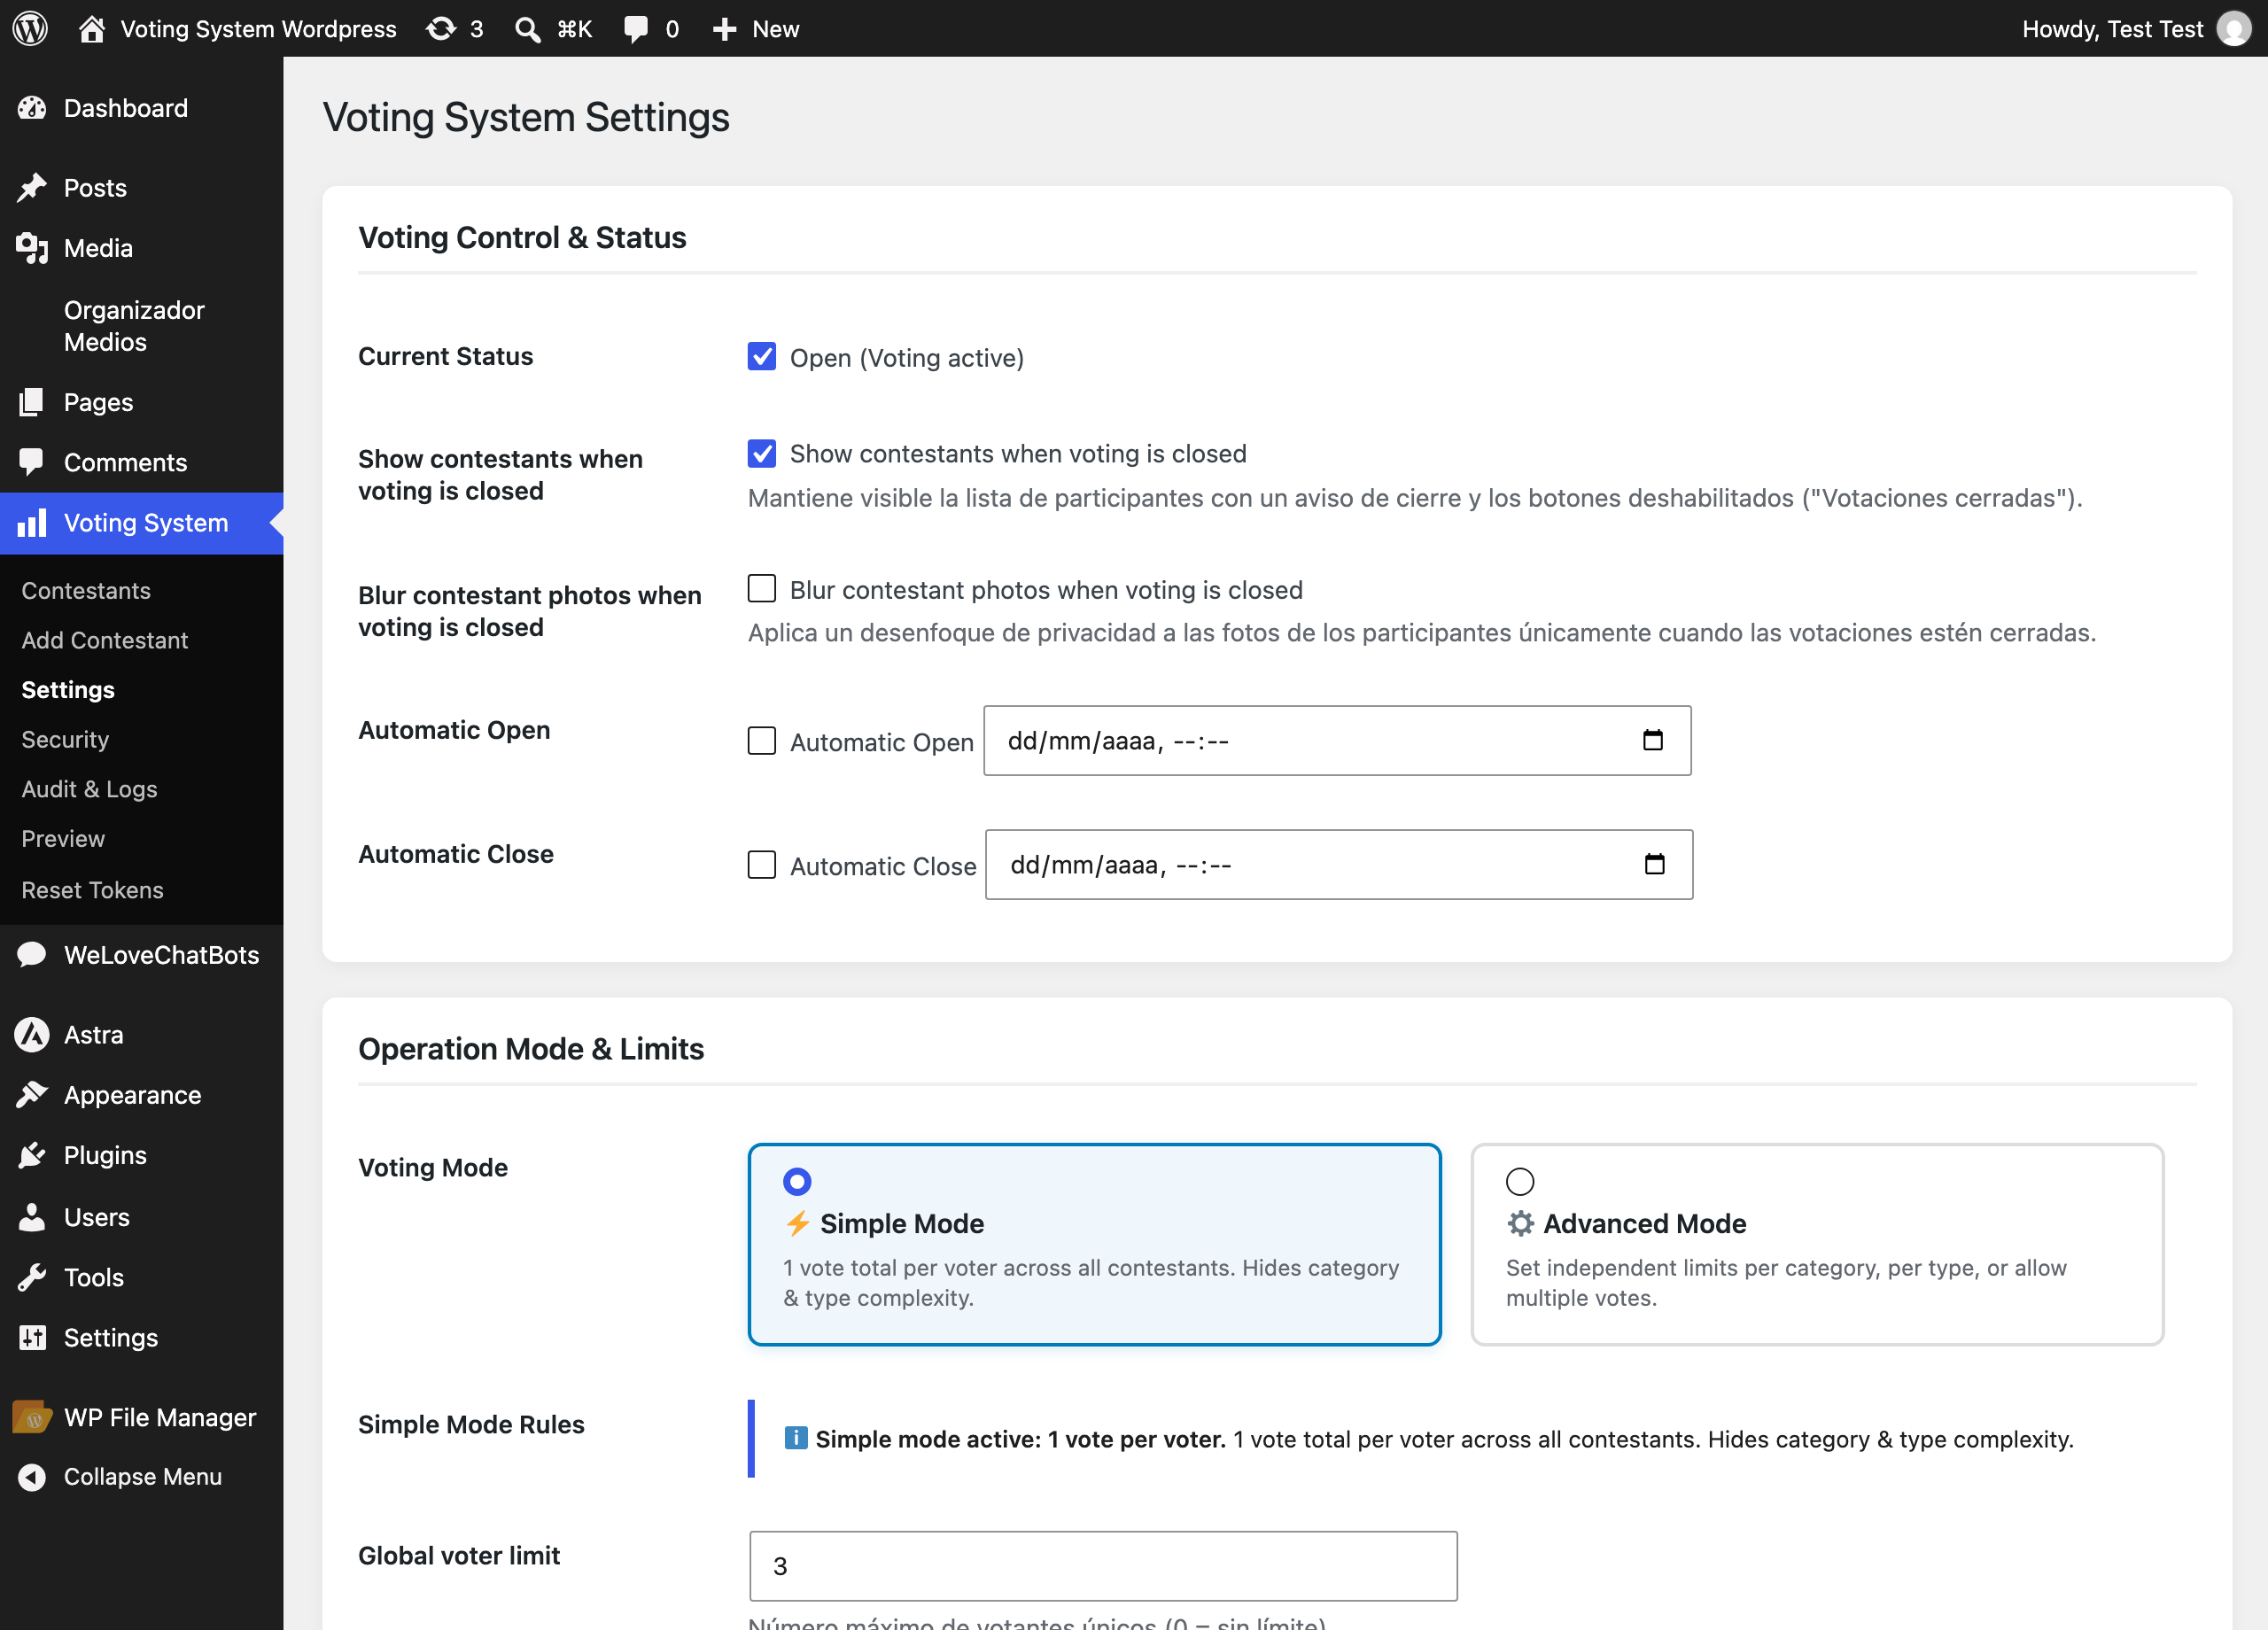 Voting System Wordpress 3 ⌘K 0 New Howdy, Test Test
Dashboard
Posts
Media
Organizador
Medios
Pages
Comments
Voting System
Contestants
Add Contestant
Settings
Security
Audit & Logs
Preview
Reset Tokens
WeLoveChatBots
Astra
Appearance
Plugins
Users
Tools
Settings
WP File Manager
Collapse Menu
Voting System Settings
Voting Control & Status
Current Status
Open (Voting active)
Show contestants when
voting is closed
Show contestants when voting is closed
Mantiene visible la lista de participantes con un aviso de cierre y los botones deshabilitados ("Votaciones cerradas").
Blur contestant photos when
voting is closed
Blur contestant photos when voting is closed
Aplica un desenfoque de privacidad a las fotos de los participantes únicamente cuando las votaciones estén cerradas.
Automatic Open
Automatic Open dd/mm/aaaa, --:--
Automatic Close
Automatic Close dd/mm/aaaa, --:--
Operation Mode & Limits
Voting Mode
Simple Mode
1 vote total per voter across all contestants. Hides category
& type complexity.
Advanced Mode
Set independent limits per category, per type, or allow
multiple votes.
Simple Mode Rules
Simple mode active: 1 vote per voter. 1 vote total per voter across all contestants. Hides category & type complexity.
Global voter limit
3
Número máximo de votantes únicos (0 = sin límite)